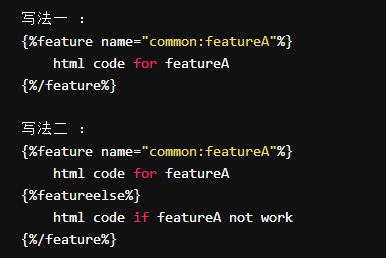 写法一 ：
{%feature name="common:featureA"%}
    html code for featureA
{%/feature%}

写法二 ：
{%feature name="common:featureA"%}
    html code for featureA
{%featureelse%}
    html code if featureA not work
{%/feature%}